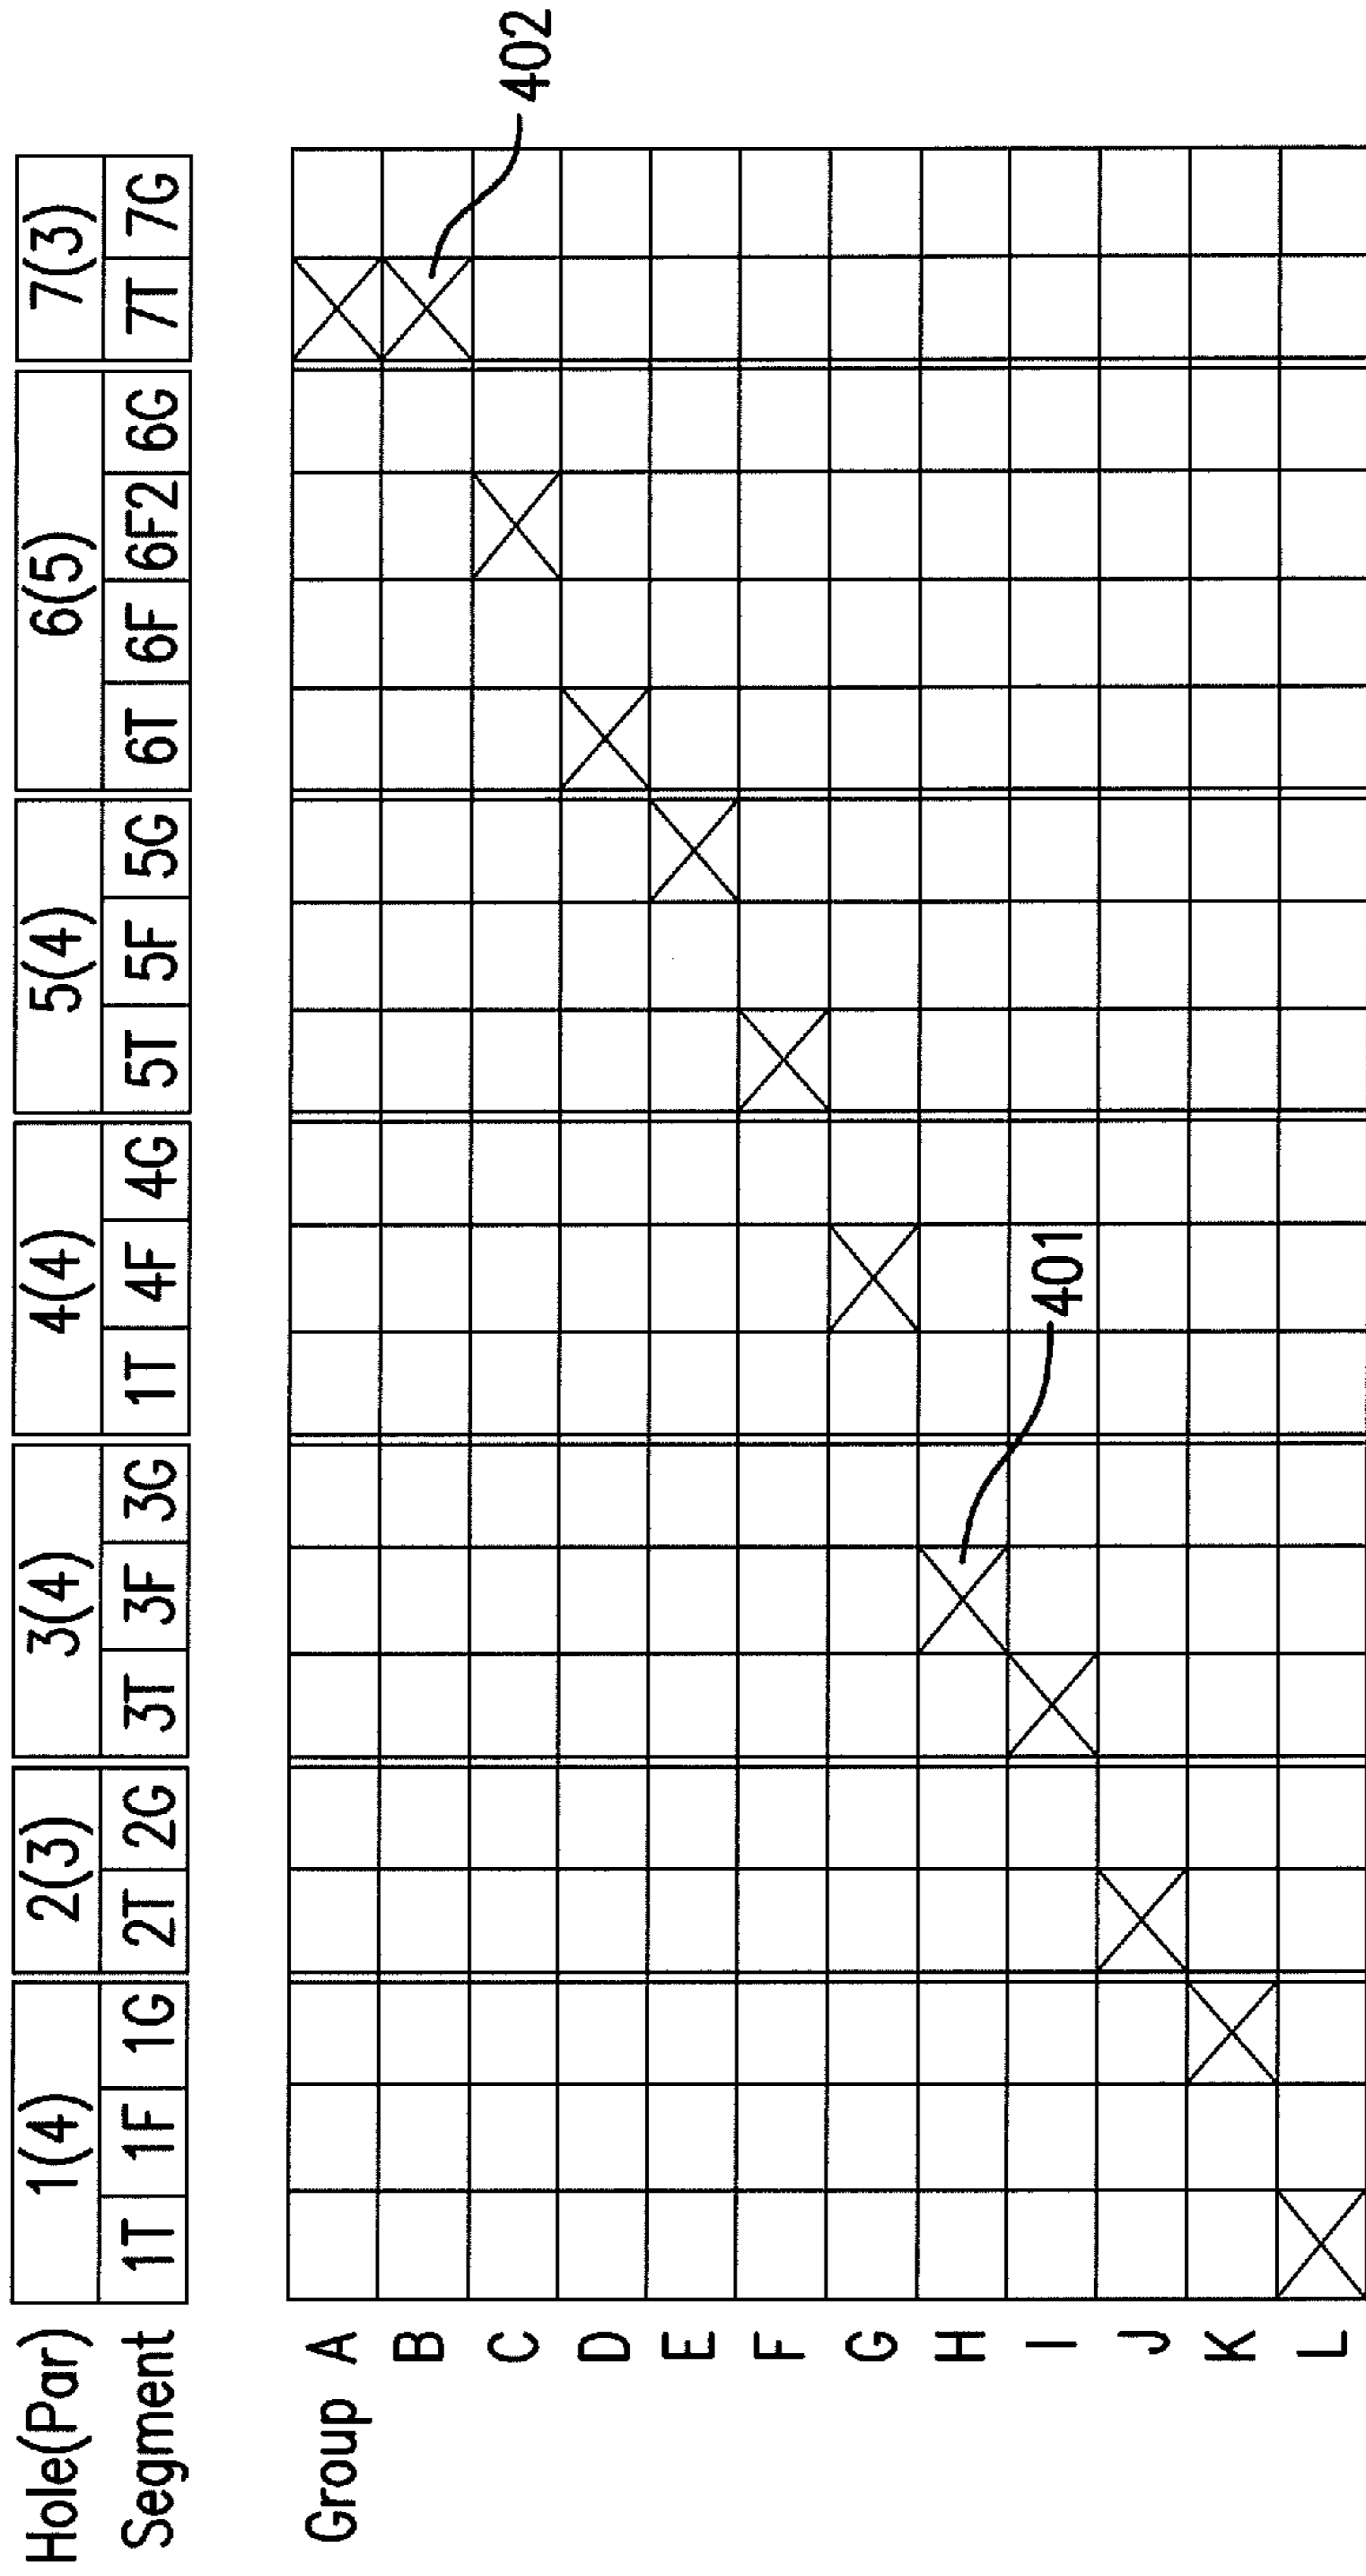 Hole(Par) 1(4) 2(3) 3(4) 4(4) 5(4) 6(5) 7(3)
Segment 1T 1F 1G 2T 2G 3T 3F 3G 1T 4F 4G 5T 5F 5G 6T 6F 6F2 6G 7T 7G
Group A
B
402
C
D
E
F
G
H
I
401
J
K
L